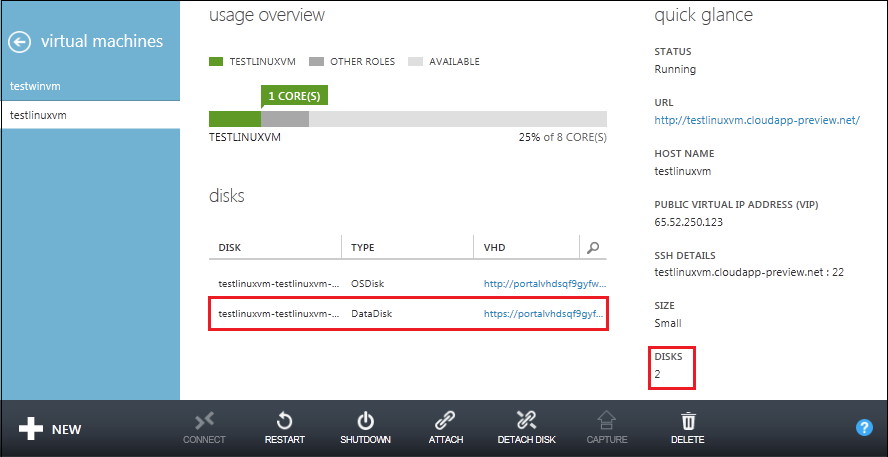 virtual machines
testwinvm
testlinuxvm
usage overview
TESTLINUXVM OTHER ROLES AVAILABLE
1 CORE(S)
TESTLINUXVM 25% of 8 CORE(S)
disks
DISK TYPE VHD
testlinuxvm-testlinuxvm-... OSDisk http://portalvhdsqf9gyfw...
testlinuxvm-testlinuxvm-... DataDisk https://portalvhdsqf9gyf...
quick glance
STATUS
Running
URL
http://testlinuxvm.cloudapp-preview.net/
HOST NAME
testlinuxvm
PUBLIC VIRTUAL IP ADDRESS (VIP)
65.52.250.123
SSH DETAILS
testlinuxvm.cloudapp-preview.net : 22
SIZE
Small
DISKS
2
NEW
CONNECT RESTART SHUTDOWN ATTACH DETACH DISK CAPTURE DELETE
?